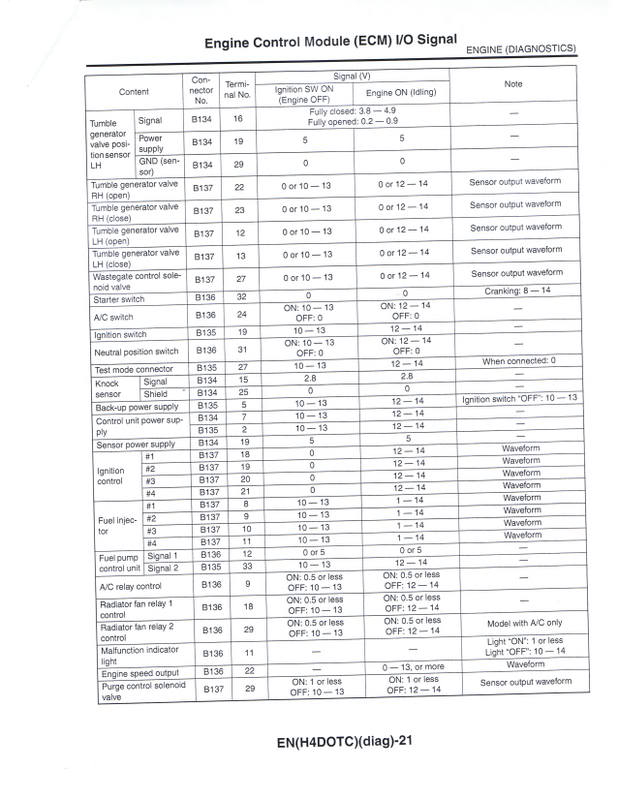 Engine Control Module (ECM) I/O Signal
ENGINE (DIAGNOSTICS)
Content | Con-nector No. | Termi-nal No. | Signal (V) | Note
Ignition SW ON (Engine OFF) | Engine ON (Idling)
Tumble generator valve posi-tion sensor LH | Signal | B134 | 16 | Fully closed: 3.8 — 4.9 Fully opened: 0.2 — 0.9 | —
Power supply | B134 | 19 | 5 | 5 | —
GND (sen-sor) | B134 | 29 | 0 | 0 | —
Tumble generator valve RH (open) | B137 | 22 | 0 or 10 — 13 | 0 or 12 — 14 | Sensor output waveform
Tumble generator valve RH (close) | B137 | 23 | 0 or 10 — 13 | 0 or 12 — 14 | Sensor output waveform
Tumble generator valve LH (open) | B137 | 12 | 0 or 10 — 13 | 0 or 12 — 14 | Sensor output waveform
Tumble generator valve LH (close) | B137 | 13 | 0 or 10 — 13 | 0 or 12 — 14 | Sensor output waveform
Wastegate control sole-noid valve | B137 | 27 | 0 or 10 — 13 | 0 or 12 — 14 | Sensor output waveform
Starter switch | B136 | 32 | 0 | 0 | Cranking: 8 — 14
A/C switch | B136 | 24 | ON: 10 — 13 OFF: 0 | ON: 12 — 14 OFF: 0 | —
Ignition switch | B135 | 19 | 10 — 13 | 12 — 14 | —
Neutral position switch | B136 | 31 | ON: 10 — 13 OFF: 0 | ON: 12 — 14 OFF: 0 | —
Test mode connector | B135 | 27 | 10 — 13 | 12 — 14 | When connected: 0
Knock sensor | Signal | B134 | 15 | 2.8 | 2.8 | —
Shield | B134 | 25 | 0 | 0 | —
Back-up power supply | B135 | 5 | 10 — 13 | 12 — 14 | Ignition switch "OFF": 10 — 13
Control unit power sup-ply | B134 | 7 | 10 — 13 | 12 — 14 | —
B135 | 2 | 10 — 13 | 12 — 14 | —
Sensor power supply | B134 | 19 | 5 | 5 | —
Ignition control | #1 | B137 | 18 | 0 | 12 — 14 | Waveform
#2 | B137 | 19 | 0 | 12 — 14 | Waveform
#3 | B137 | 20 | 0 | 12 — 14 | Waveform
#4 | B137 | 21 | 0 | 12 — 14 | Waveform
Fuel injec-tor | #1 | B137 | 8 | 10 — 13 | 1 — 14 | Waveform
#2 | B137 | 9 | 10 — 13 | 1 — 14 | Waveform
#3 | B137 | 10 | 10 — 13 | 1 — 14 | Waveform
#4 | B137 | 11 | 10 — 13 | 1 — 14 | Waveform
Fuel pump control unit | Signal 1 | B136 | 12 | 0 or 5 | 0 or 5 | —
Signal 2 | B135 | 33 | 10 — 13 | 12 — 14 | —
A/C relay control | B136 | 9 | ON: 0.5 or less OFF: 10 — 13 | ON: 0.5 or less OFF: 12 — 14 | —
Radiator fan relay 1 control | B136 | 18 | ON: 0.5 or less OFF: 10 — 13 | ON: 0.5 or less OFF: 12 — 14 | —
Radiator fan relay 2 control | B136 | 29 | ON: 0.5 or less OFF: 10 — 13 | ON: 0.5 or less OFF: 12 — 14 | Model with A/C only
Malfunction indicator light | B136 | 11 | — | — | Light "ON": 1 or less Light "OFF": 10 — 14
Engine speed output | B136 | 22 | — | 0 — 13, or more | Waveform
Purge control solenoid valve | B137 | 29 | ON: 1 or less OFF: 10 — 13 | ON: 1 or less OFF: 12 — 14 | Sensor output waveform
EN(H4DOTC)(diag)-21